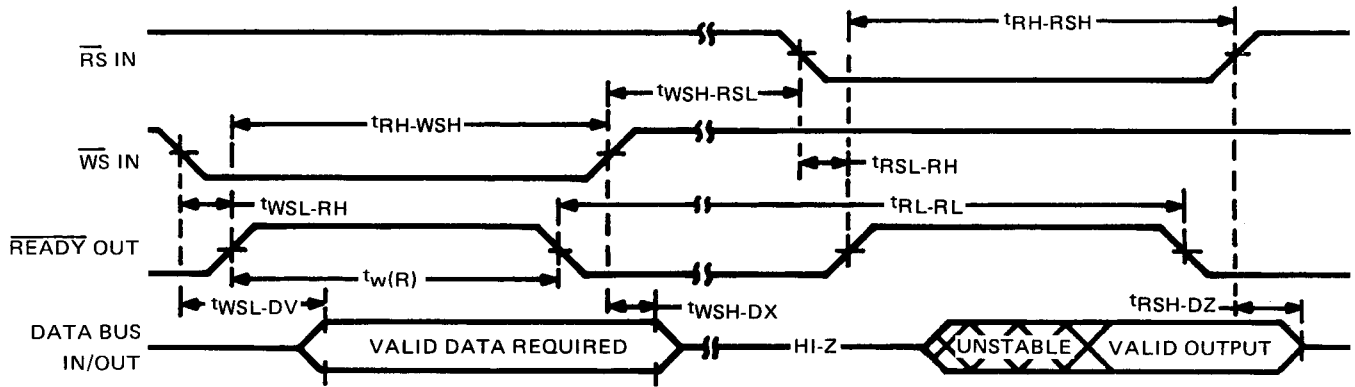 tRH-RSH
RS IN
tWSH-RSL
tRH-WSH
WS IN
tRSL-RH
tWSL-RH
tRL-RL
READY OUT
tw(R)
tWSL-DV
tWSH-DX
tRSH-DZ
DATA BUS
IN/OUT
VALID DATA REQUIRED
HI-Z
UNSTABLE
VALID OUTPUT